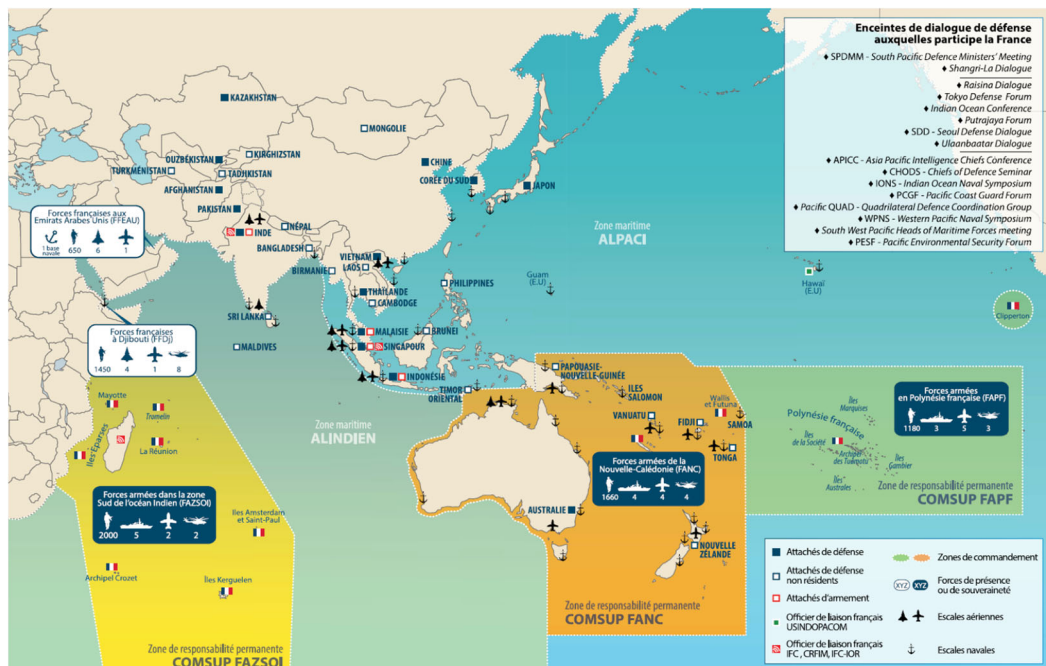 Enceintes de dialogue de défense
auxquelles participe la France
♦ SPDMM - South Pacific Defence Ministers' Meeting
♦ Shangri-La Dialogue
♦ Raisina Dialogue
♦ Tokyo Defense Forum
♦ Indian Ocean Conference
♦ Putrajaya Forum
♦ SDD - Seoul Defense Dialogue
♦ Ulaanbaatar Dialogue
♦ APICC - Asia Pacific Intelligence Chiefs Conference
♦ CHODS - Chiefs of Defence Seminar
♦ IONS - Indian Ocean Naval Symposium
♦ PCGF - Pacific Coast Guard Forum
♦ Pacific QUAD - Quadrilateral Defence Coordination Group
♦ WPNS - Western Pacific Naval Symposium
♦ South West Pacific Heads of Maritime Forces meeting
♦ PESF - Pacific Environmental Security Forum
KAZAKHSTAN
MONGOLIE
OUZBÉKISTAN
KIRGHIZSTAN
TURKMÉNISTAN
TADJIKISTAN
AFGHANISTAN
CHINE
CORÉE DU SUD
JAPON
PAKISTAN
Forces françaises aux
Emirats Arabes Unis (FFEAU)
1 base
navale
650
6
1
INDE
NÉPAL
BANGLADESH
BIRMANIE
VIETNAM
LAOS
THAÏLANDE
CAMBODGE
PHILIPPINES
Zone maritime
ALPACI
Guam
(E.U)
Hawaï
(E.U)
Clipperton
SRI LANKA
MALDIVES
Forces françaises
à Djibouti (FFDj)
1450
4
1
8
MALAISIE
BRUNEI
SINGAPOUR
INDONÉSIE
TIMOR
ORIENTAL
PAPOUASIE-
NOUVELLE-GUINÉE
ILES
SALOMON
Wallis
et Futuna
VANUATU
FIDJI
SAMOA
TONGA
Zone maritime
ALINDIEN
Mayotte
Tromelin
Iles Eparses
La Réunion
Forces armées dans la zone
Sud de l'océan Indien (FAZSOI)
2000
5
2
2
Iles Amsterdam
et Saint-Paul
Archipel Crozet
Îles Kerguelen
Zone de responsabilité permanente
COMSUP FAZSOI
Forces armées de la
Nouvelle-Calédonie (FANC)
1660
4
4
4
AUSTRALIE
NOUVELLE
ZÉLANDE
Zone de responsabilité permanente
COMSUP FANC
Forces armées
en Polynésie française (FAPF)
1180
3
5
3
Îles
Marquises
Polynésie française
Îles
de la Société
Archipel
des Tuamotu
Îles
Gambier
Îles
Australes
Zone de responsabilité permanente
COMSUP FAPF
Attachés de défense
Attachés de défense
non résidents
Attachés d'armement
Officier de liaison français
USINDOPACOM
Officier de liaison français
IFC, CRFIM, IFC-IOR
Zones de commandement
XYZ
XYZ
Forces de présence
ou de souveraineté
Escales aériennes
Escales navales